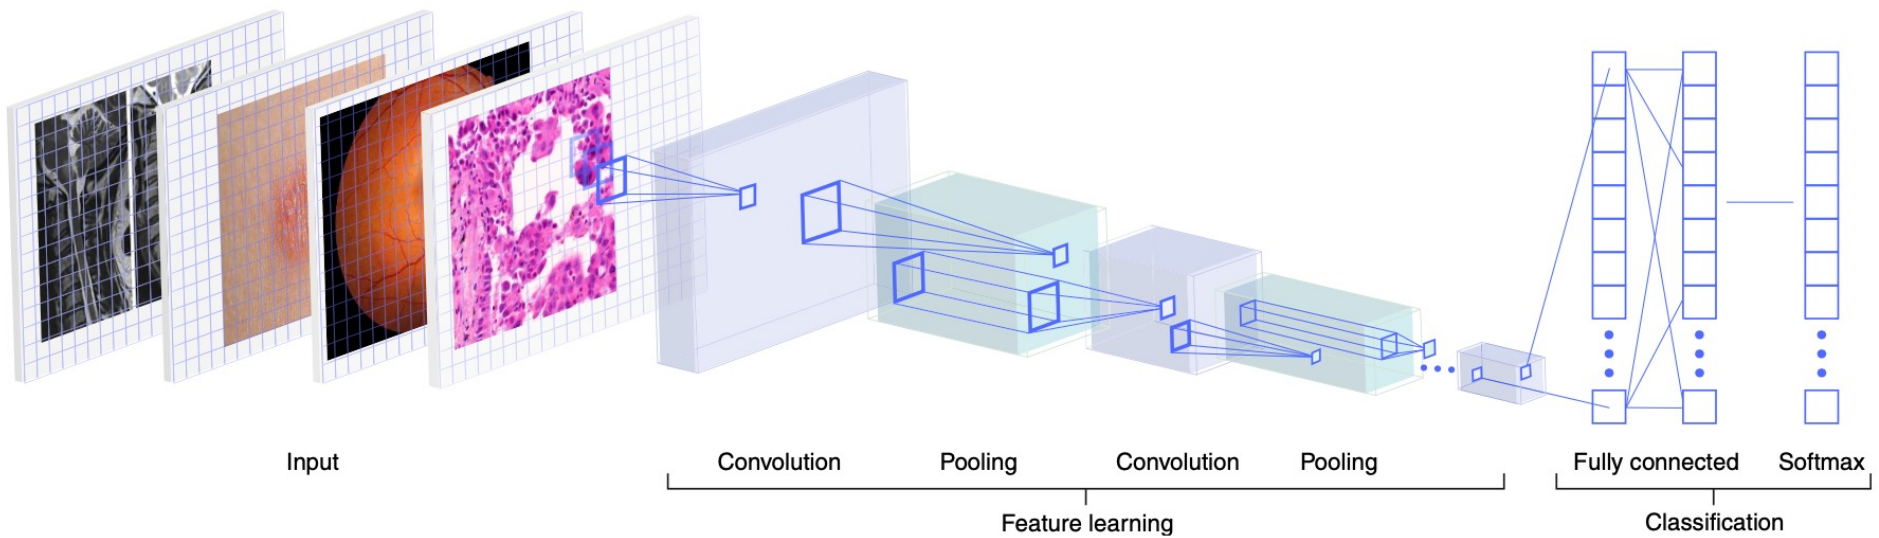 Input
Convolution
Pooling
Convolution
Pooling
Fully connected
Softmax
Feature learning
Classification